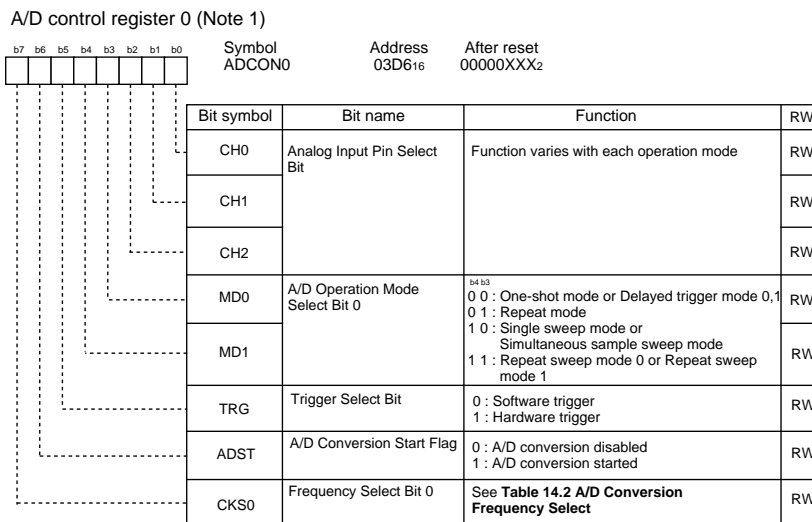 A/D control register 0 (Note 1)
b7 b6 b5 b4 b3 b2 b1 b0
Symbol Address After reset
ADCON0 03D616 00000XXX2
Bit symbol Bit name Function RW
CH0 Analog Input Pin Select Bit Function varies with each operation mode RW
CH1 RW
CH2 RW
MD0 A/D Operation Mode Select Bit 0 RW
b4 b3
0 0 : One-shot mode or Delayed trigger mode 0,1
0 1 : Repeat mode
1 0 : Single sweep mode or
Simultaneous sample sweep mode
1 1 : Repeat sweep mode 0 or Repeat sweep
mode 1
MD1 RW
TRG Trigger Select Bit 0 : Software trigger
1 : Hardware trigger RW
ADST A/D Conversion Start Flag 0 : A/D conversion disabled
1 : A/D conversion started RW
CKS0 Frequency Select Bit 0 See Table 14.2 A/D Conversion
Frequency Select RW